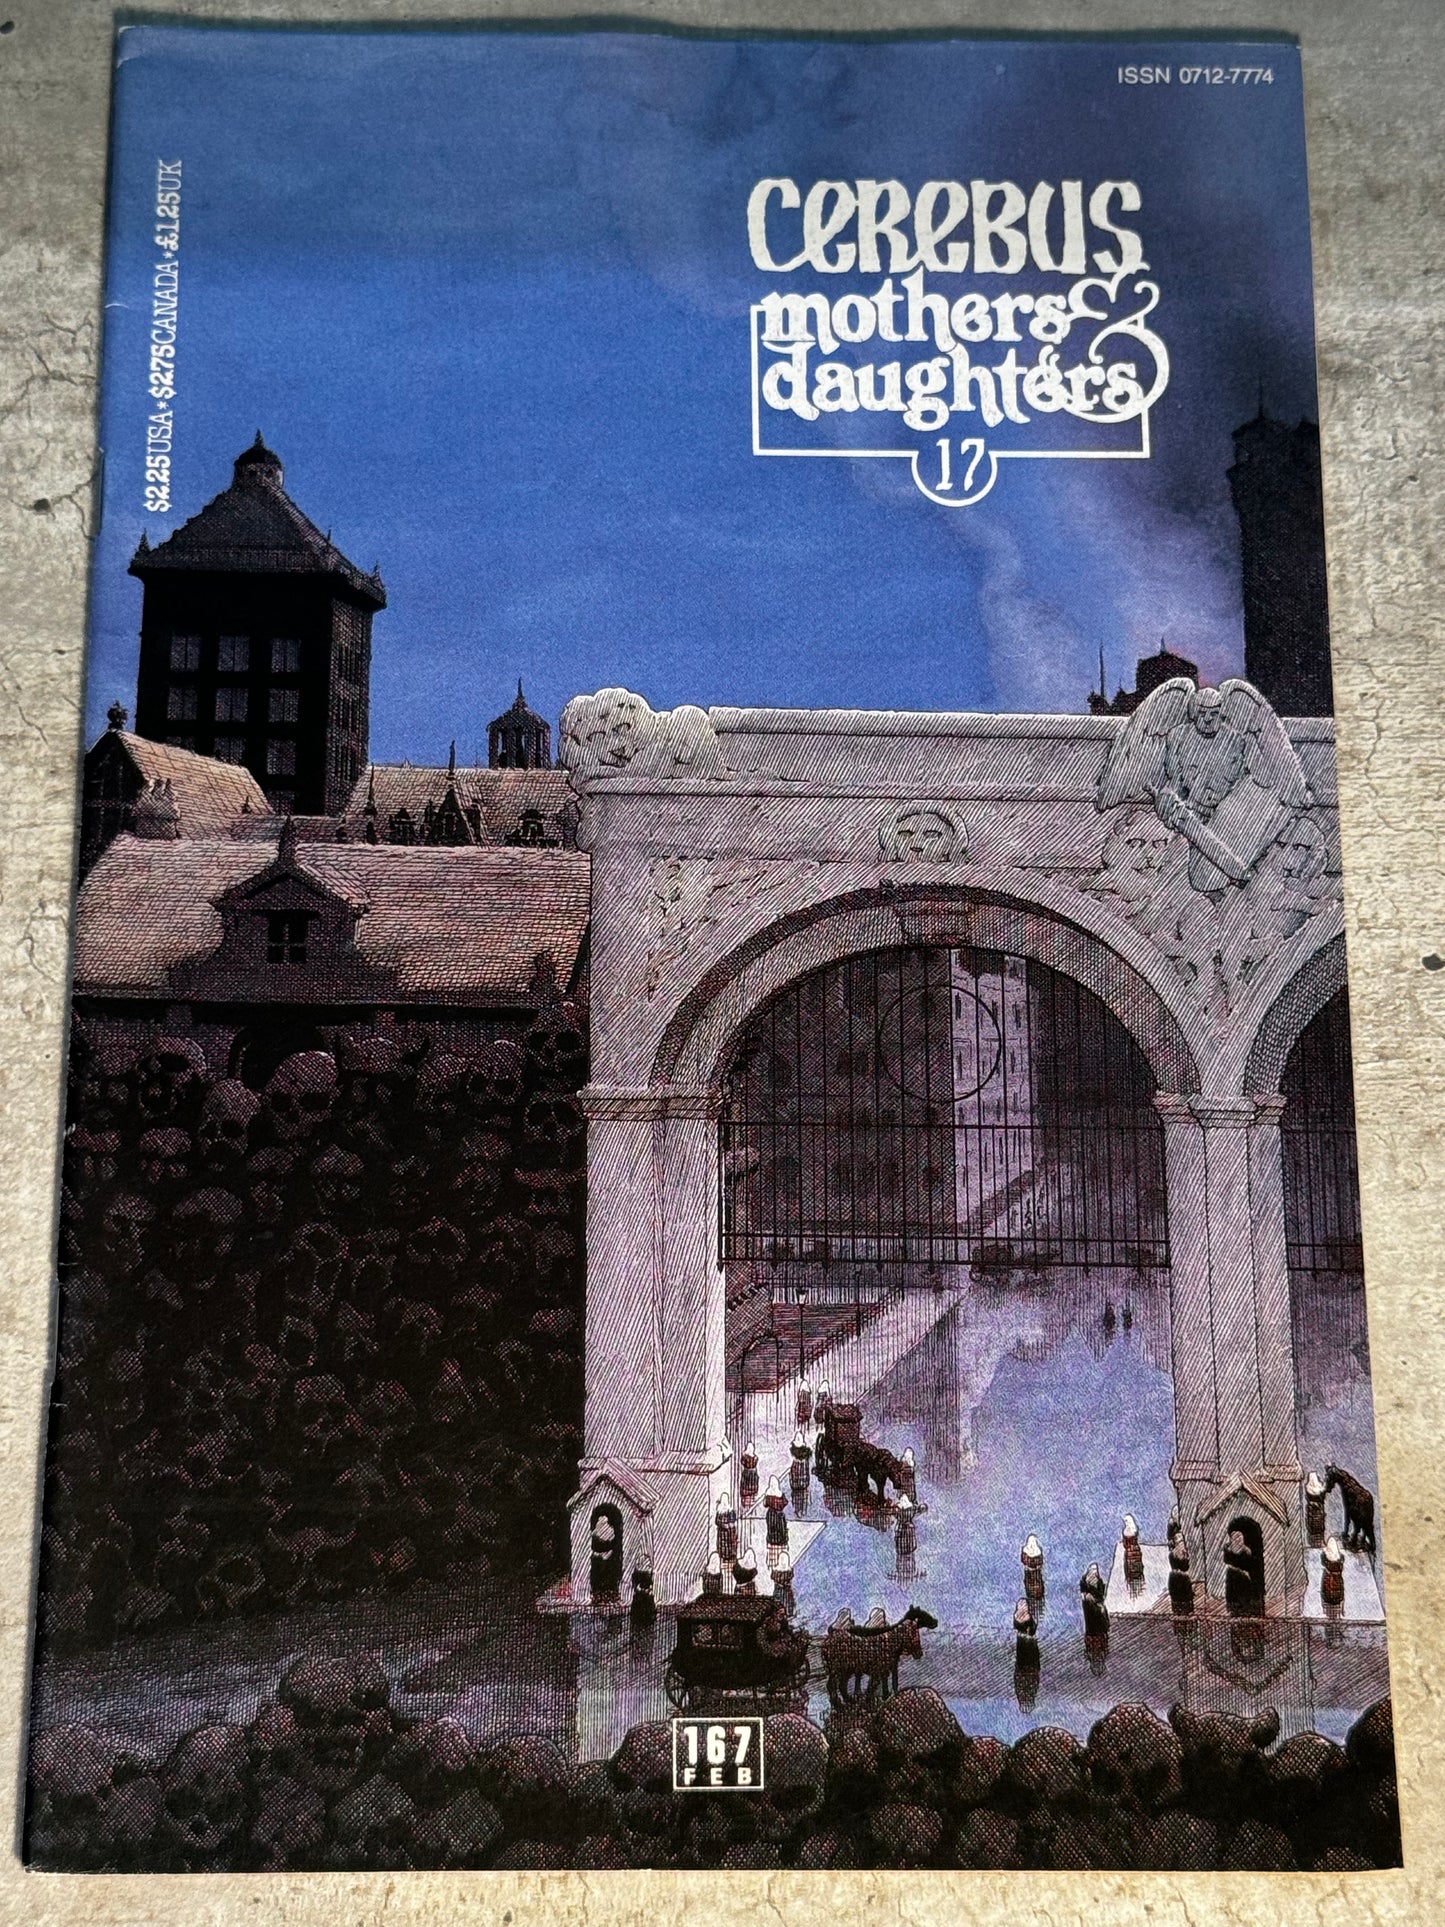 ISSN 0712-7774
$2.25USA*$2.75CANADA*£1.25UK
CEREBUS
mothers &
daughters
17
167
FEB